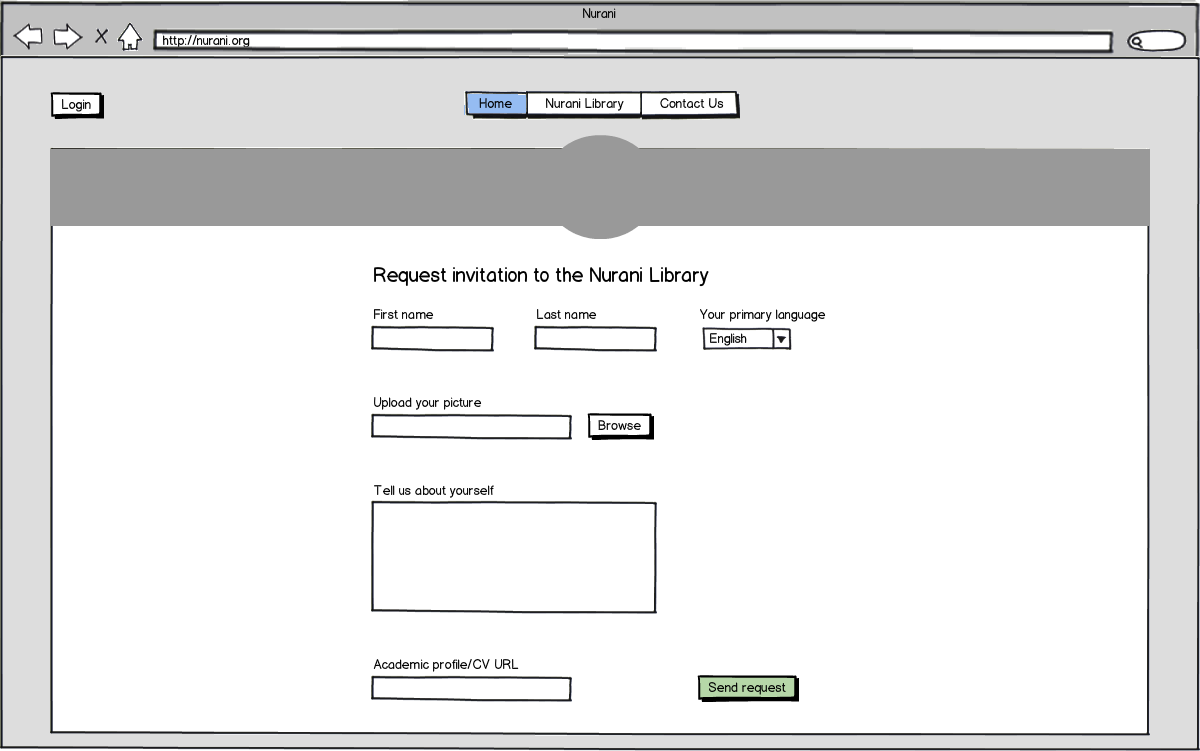 Nurani
http://nurani.org
Login
Home Nurani Library Contact Us
Request invitation to the Nurani Library
First name Last name Your primary language
English
Upload your picture
Browse
Tell us about yourself
Academic profile/CV URL
Send request